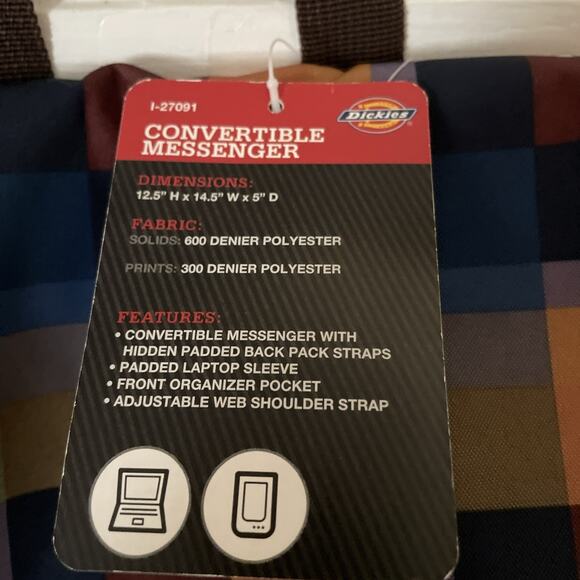 I-27091
Dickies
CONVERTIBLE
MESSENGER
DIMENSIONS:
12.5" H x 14.5" W x 5" D
FABRIC:
SOLIDS: 600 DENIER POLYESTER
PRINTS: 300 DENIER POLYESTER
FEATURES:
• CONVERTIBLE MESSENGER WITH
HIDDEN PADDED BACK PACK STRAPS
• PADDED LAPTOP SLEEVE
• FRONT ORGANIZER POCKET
• ADJUSTABLE WEB SHOULDER STRAP